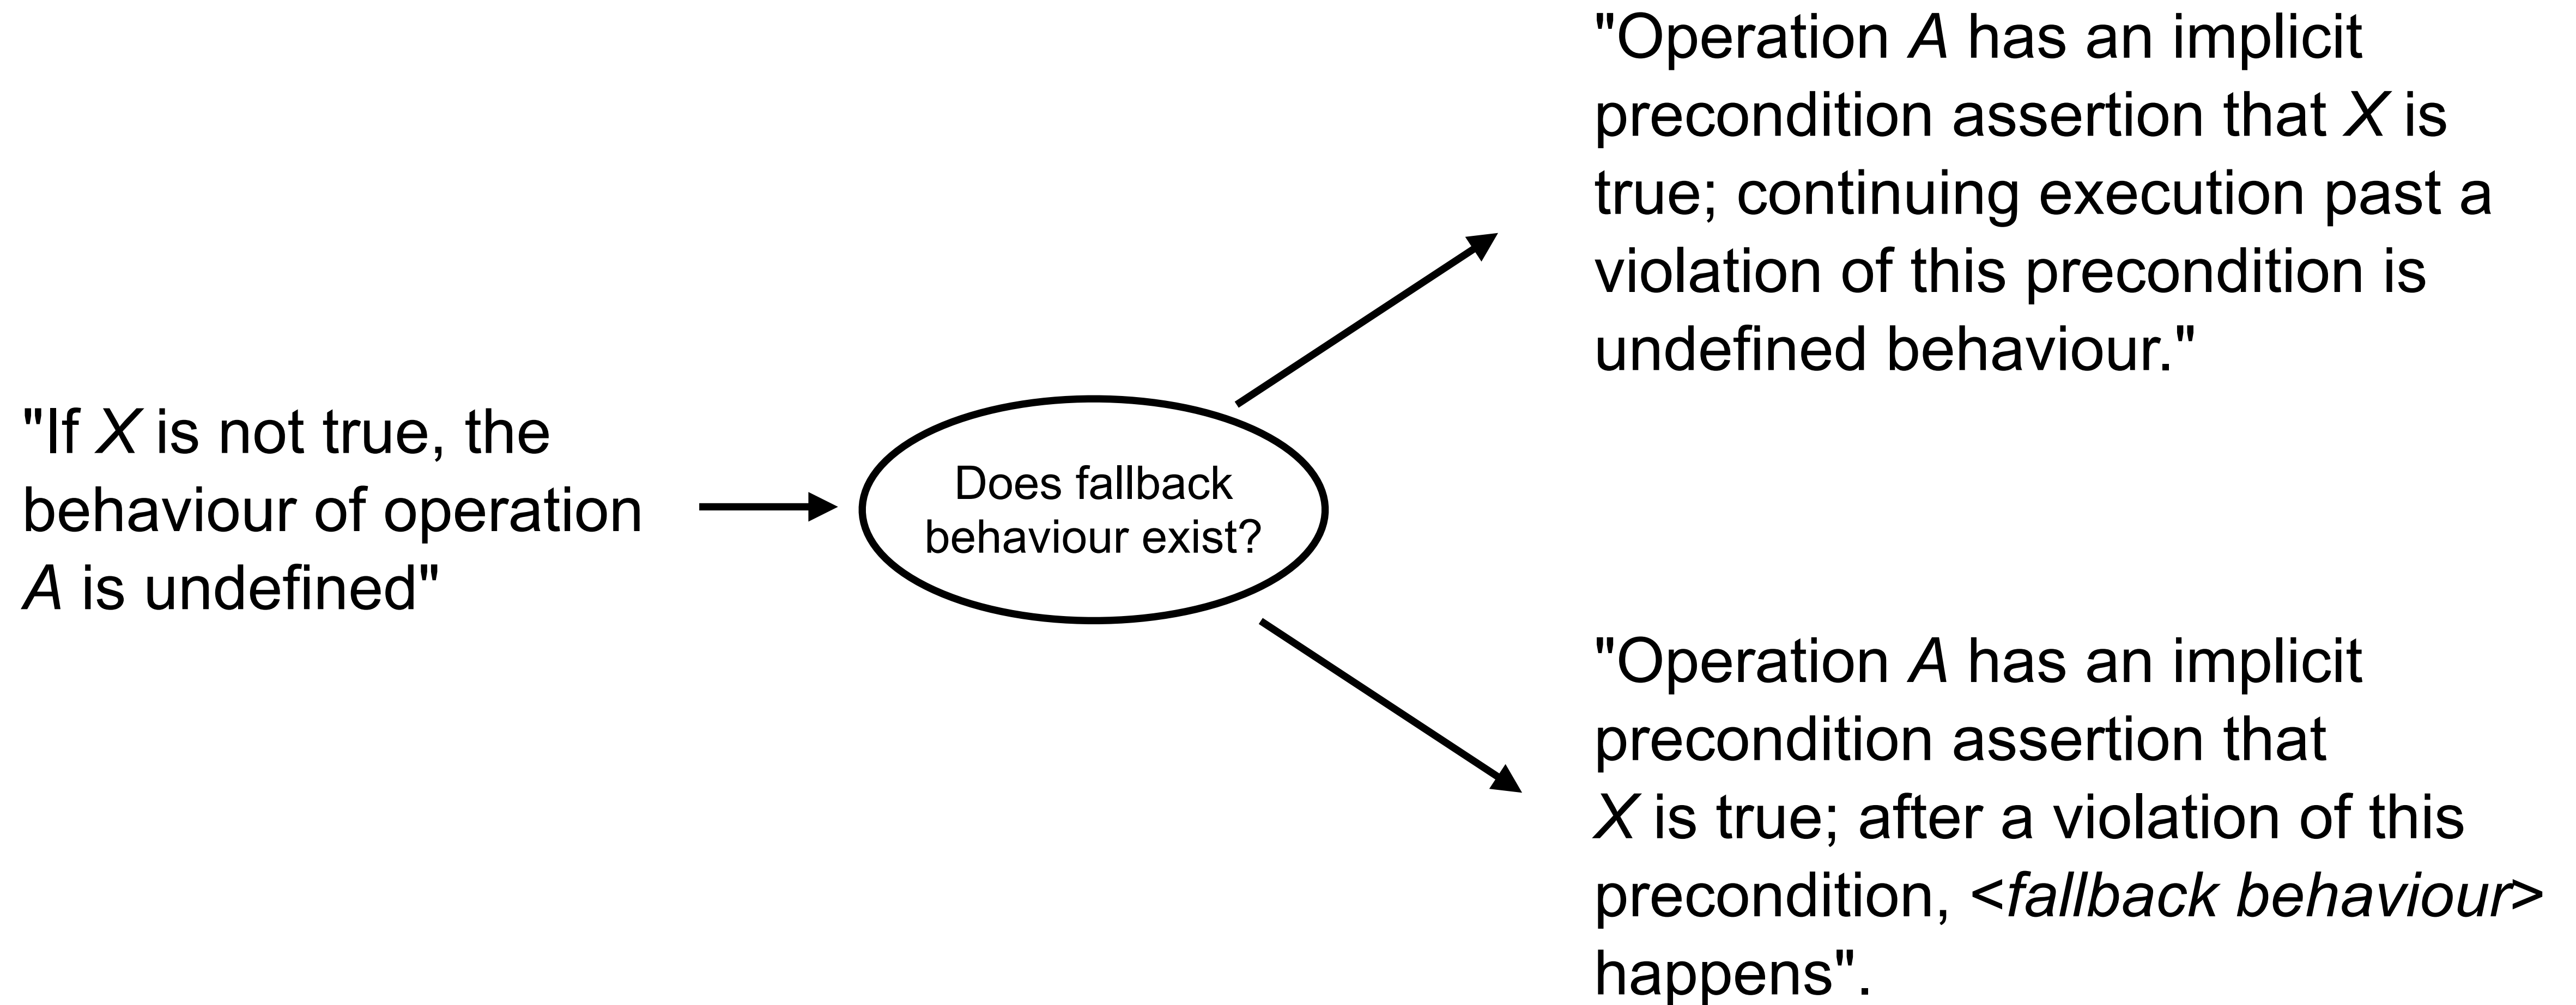 "If X is not true, the
behaviour of operation
A is undefined"
Does fallback
behaviour exist?
"Operation A has an implicit
precondition assertion that X is
true; continuing execution past a
violation of this precondition is
undefined behaviour."
"Operation A has an implicit
precondition assertion that
X is true; after a violation of this
precondition, <fallback behaviour>
happens".